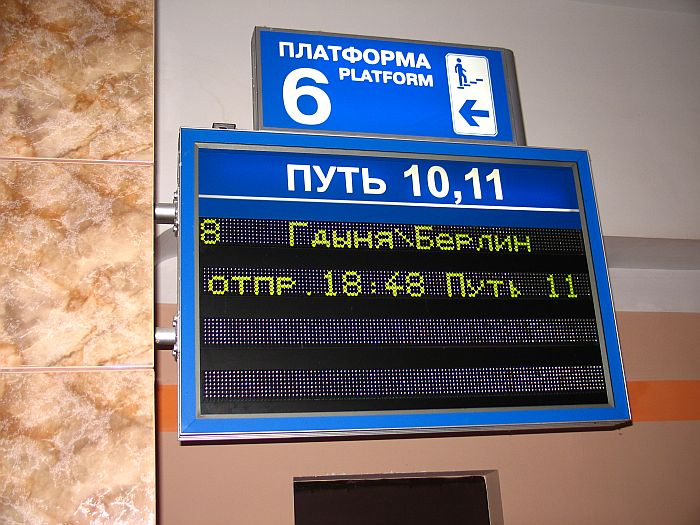 ПЛАТФОРМА
6 PLATFORM
ПУТЬ 10,11
8 Гдыня\Берлин
отпр.18:48 Путь 11